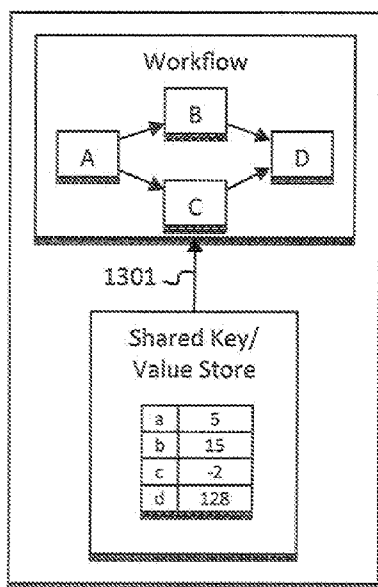 Workflow
B
A
D
C
1301
Shared Key/
Value Store
a 5
b 15
c -2
d 128